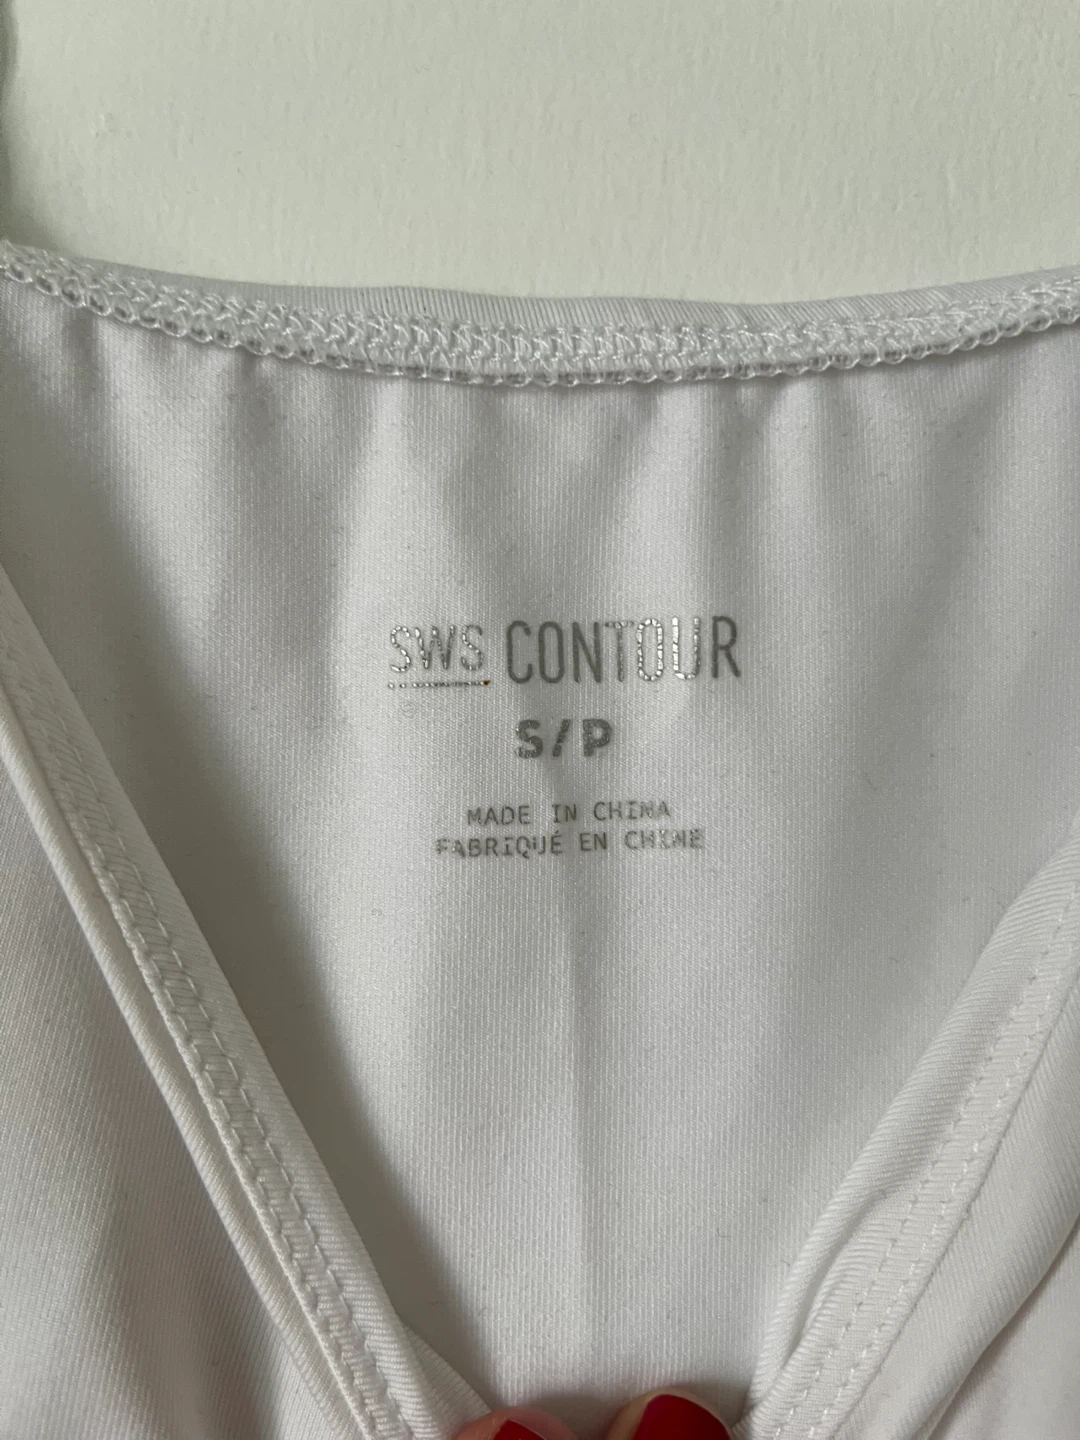 SWS CONTOUR
S/P
MADE IN CHINA
FABRIQUÉ EN CHINE